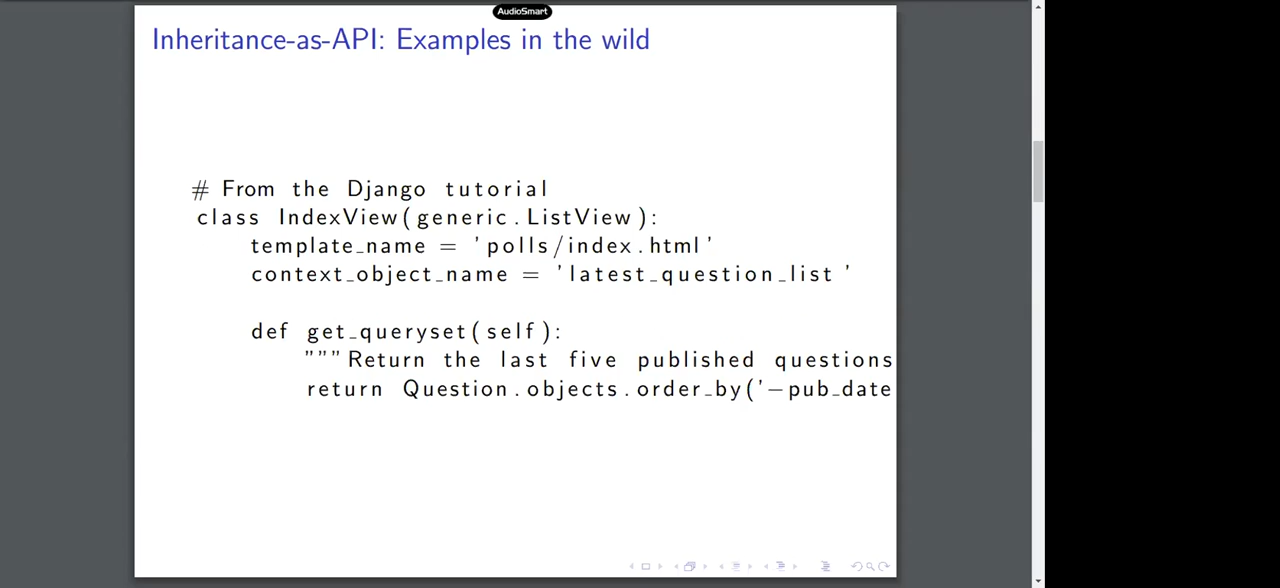 AudioSmart
Inheritance-as-API: Examples in the wild
# From the Django tutorial
class IndexView(generic.ListView):
    template_name = 'polls/index.html'
    context_object_name = 'latest_question_list'
    def get_queryset(self):
        """Return the last five published questions
        return Question.objects.order_by('-pub_date